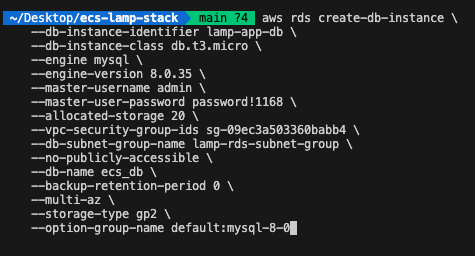 ~/Desktop/ecs-lamp-stack main ?4 aws rds create-db-instance \
--db-instance-identifier lamp-app-db \
--db-instance-class db.t3.micro \
--engine mysql \
--engine-version 8.0.35 \
--master-username admin \
--master-user-password password!1168 \
--allocated-storage 20 \
--vpc-security-group-ids sg-09ec3a503360babb4 \
--db-subnet-group-name lamp-rds-subnet-group \
--no-publicly-accessible \
--db-name ecs_db \
--backup-retention-period 0 \
--multi-az \
--storage-type gp2 \
--option-group-name default:mysql-8-0